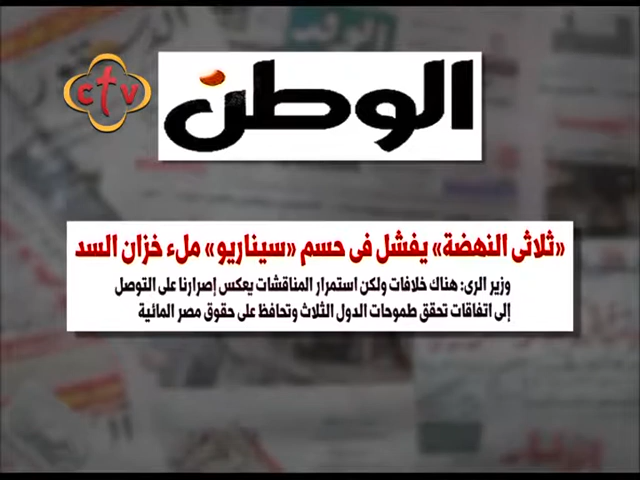 ctv
الوطن
«ثلاثى النهضة» يفشل فى حسم «سيناريو» ملء خزان السد
وزير الرى: هناك خلافات ولكن استمرار المناقشات يعكس إصرارنا على التوصل
إلى اتفاقات تحقق طموحات الدول الثلاث وتحافظ على حقوق مصر المائية